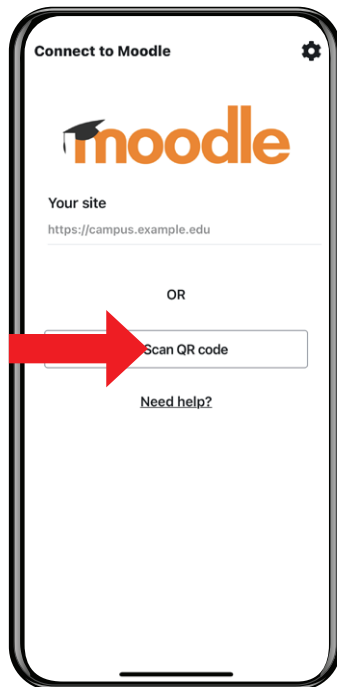 Connect to Moodle
moodle
Your site
https://campus.example.edu
OR
Scan QR code
Need help?